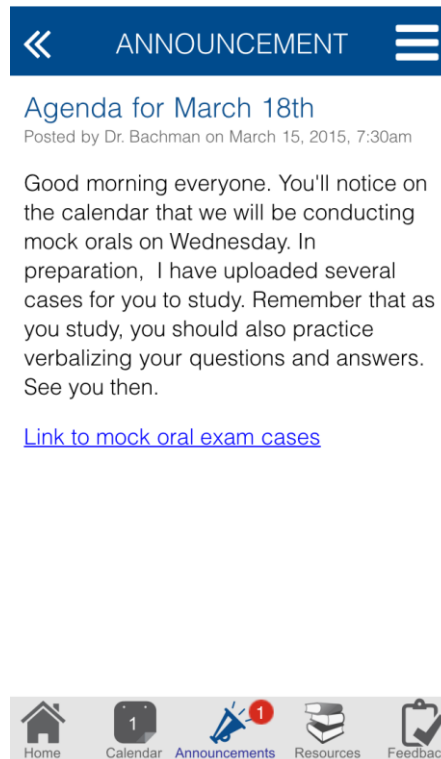 ANNOUNCEMENT
Agenda for March 18th
Posted by Dr. Bachman on March 15, 2015, 7:30am
Good morning everyone. You'll notice on
the calendar that we will be conducting
mock orals on Wednesday. In
preparation,  I have uploaded several
cases for you to study. Remember that as
you study, you should also practice
verbalizing your questions and answers.
See you then.
Link to mock oral exam cases
1 1
Home Calendar Announcements Resources Feedbac